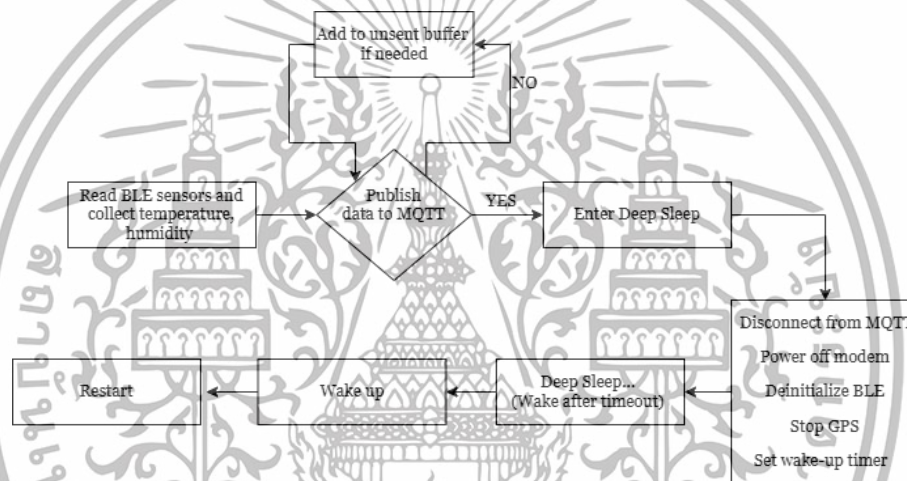 Add to unsent buffer
if needed
NO
Read BLE sensors and
collect temperature,
humidity
Publish
data to MQTT
YES
Enter Deep Sleep
Disconnect from MQTT
Power off modem
Deinitialize BLE
Stop GPS
Set wake-up timer
Deep Sleep...
(Wake after timeout)
Wake up
Restart